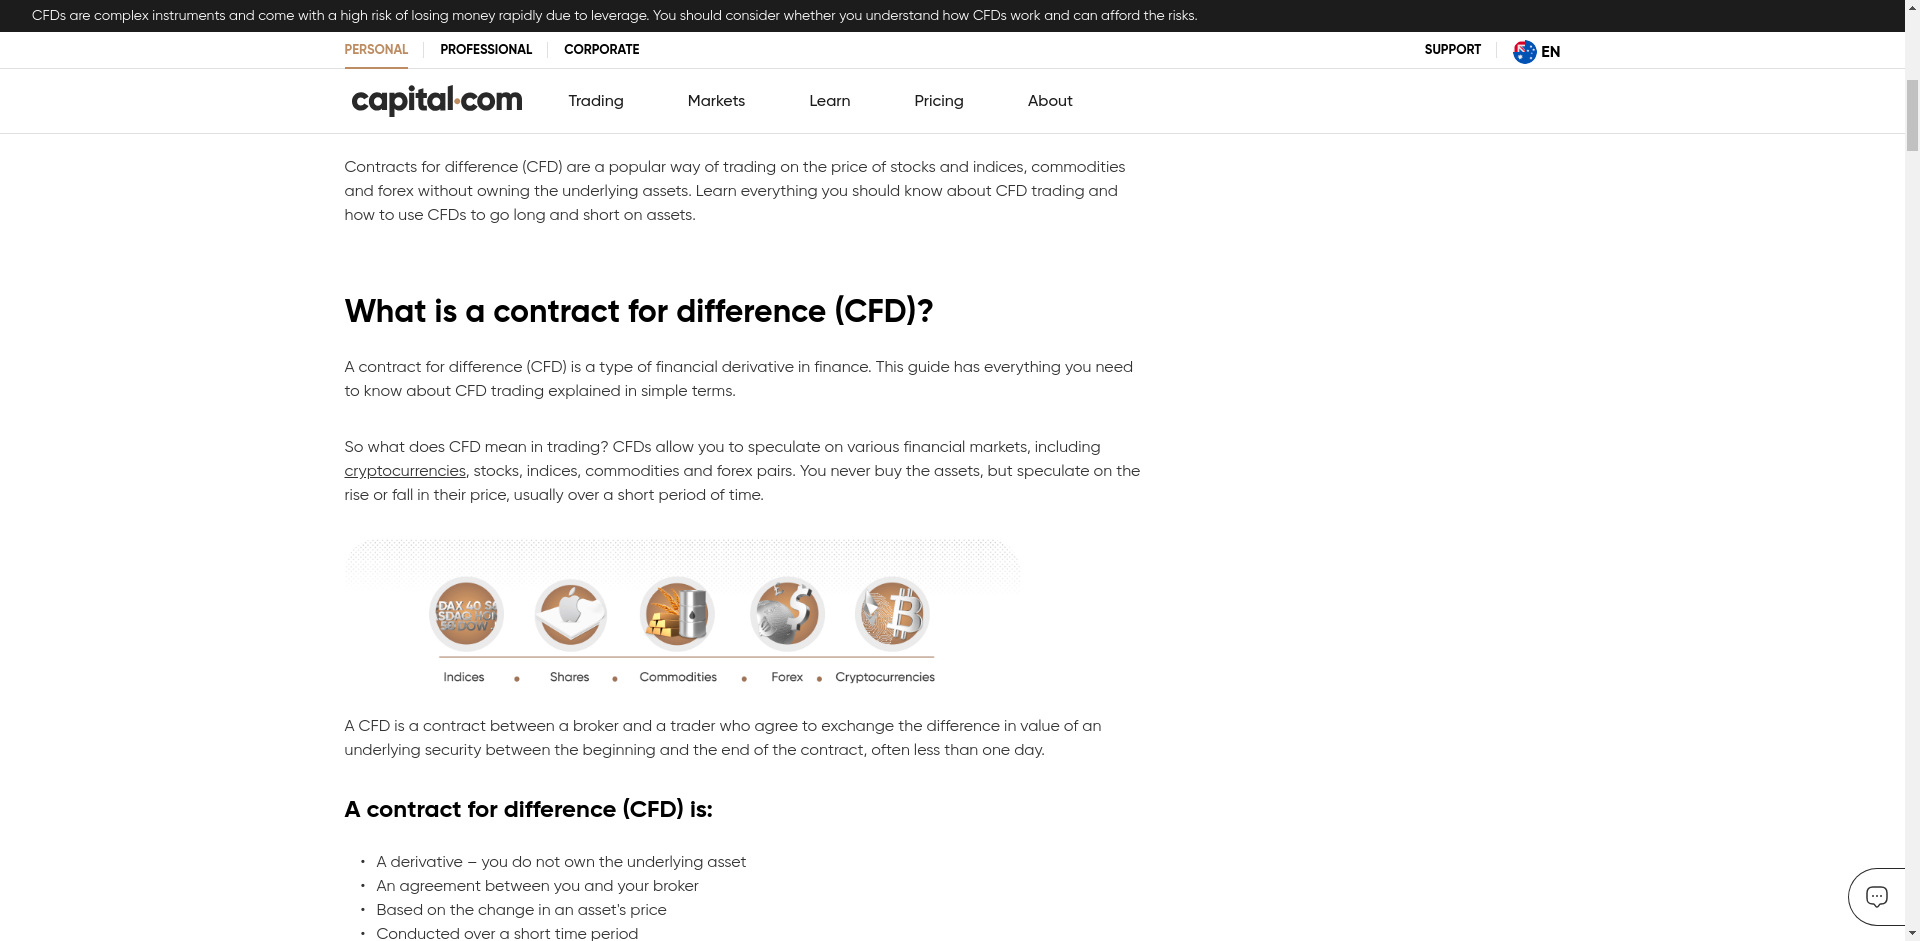 CFDs are complex instruments and come with a high risk of losing money rapidly due to leverage. You should consider whether you understand how CFDs work and can afford the risks.
PERSONAL
PROFESSIONAL
CORPORATE
SUPPORT
EN
capital.com
Trading
Markets
Learn
Pricing
About
Contracts for difference (CFD) are a popular way of trading on the price of stocks and indices, commodities
and forex without owning the underlying assets. Learn everything you should know about CFD trading and
how to use CFDs to go long and short on assets.
What is a contract for difference (CFD)?
A contract for difference (CFD) is a type of financial derivative in finance. This guide has everything you need
to know about CFD trading explained in simple terms.
So what does CFD mean in trading? CFDs allow you to speculate on various financial markets, including
cryptocurrencies, stocks, indices, commodities and forex pairs. You never buy the assets, but speculate on the
rise or fall in their price, usually over a short period of time.
DAX 40
Indices
Shares
Commodities
Forex
Cryptocurrencies
A CFD is a contract between a broker and a trader who agree to exchange the difference in value of an
underlying security between the beginning and the end of the contract, often less than one day.
A contract for difference (CFD) is:
• A derivative – you do not own the underlying asset
• An agreement between you and your broker
• Based on the change in an asset's price
• Conducted over a short time period